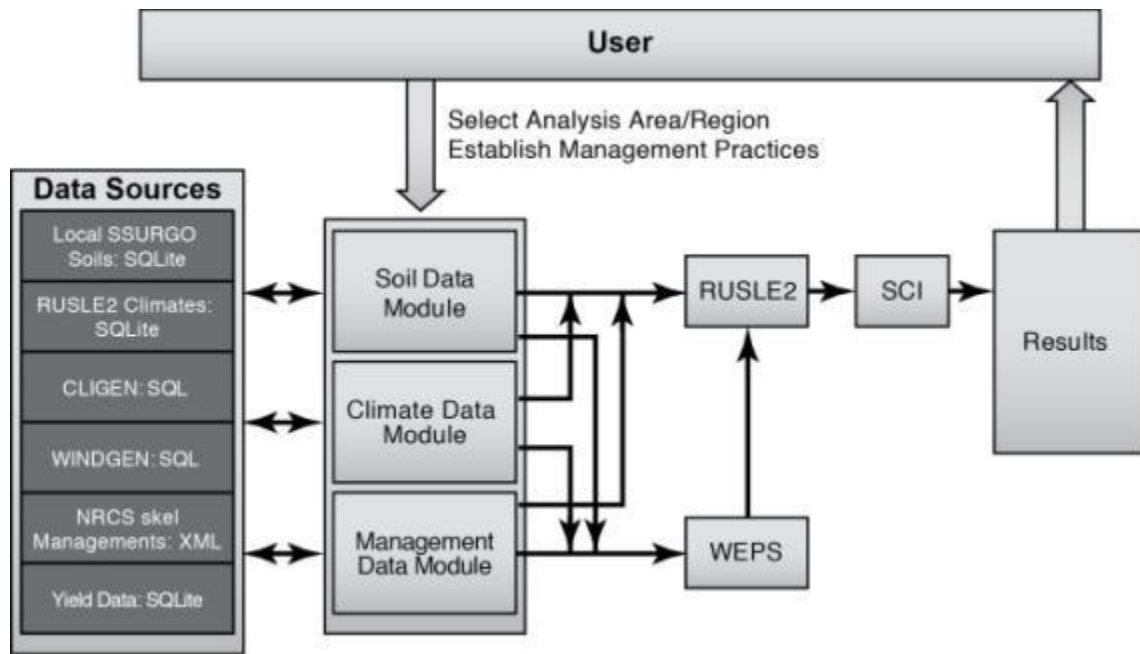 User
Select Analysis Area/Region
Establish Management Practices
Data Sources
Local SSURGO
Soils: SQLite
RUSLE2 Climates:
SQLite
CLIGEN: SQL
WINDGEN: SQL
NRCS skel
Managements: XML
Yield Data: SQLite
Soil Data
Module
Climate Data
Module
Management
Data Module
RUSLE2
SCI
WEPS
Results